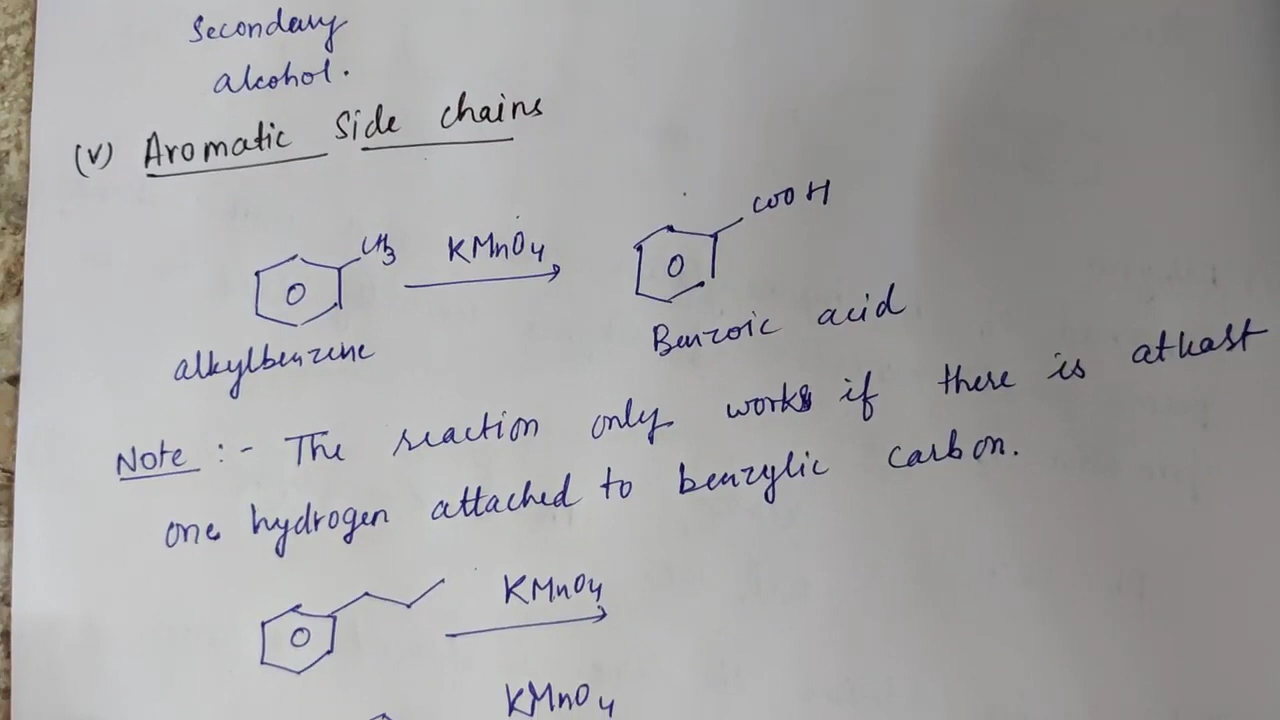 Secondary
alcohol.
(V) Aromatic Side chains
CH3 KMnO4 COOH
alkylbenzene Benzoic acid
Note :- The reaction only works if there is atleast
one hydrogen attached to benzylic carbon.
KMnO4
KMnO4